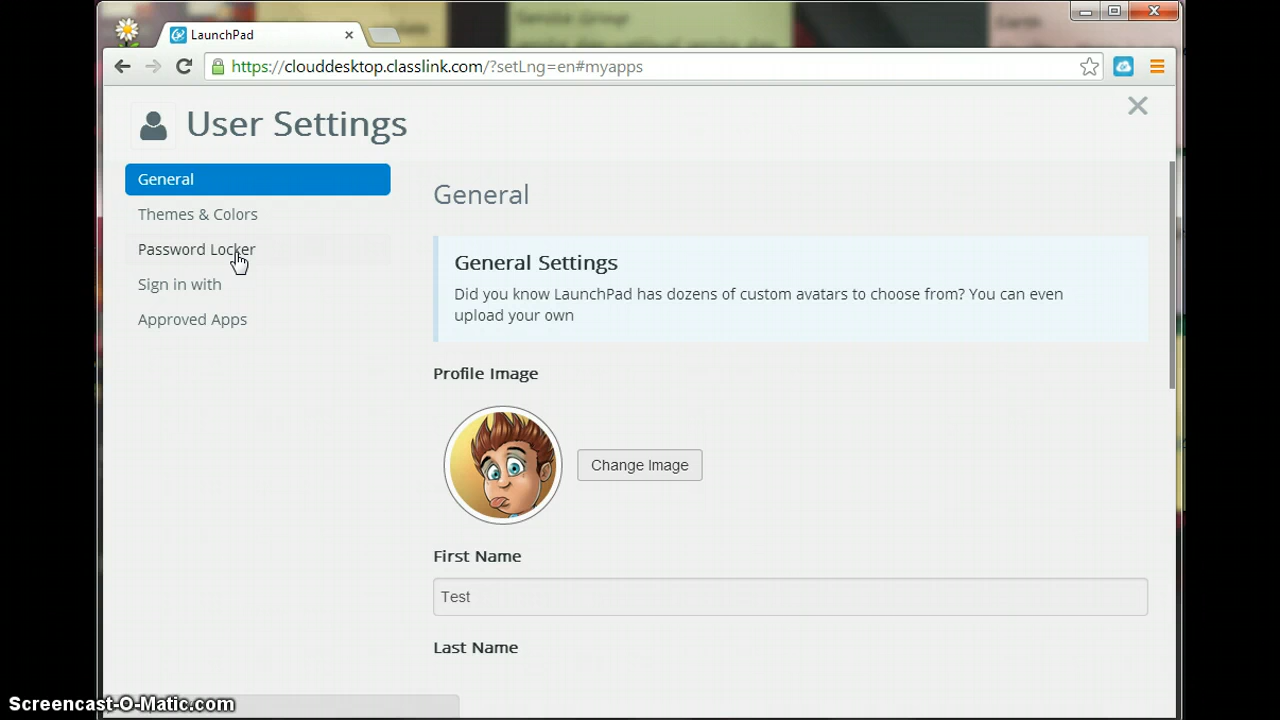 Service Group
LaunchPad
https://clouddesktop.classlink.com/?setLng=en#myapps
User Settings
General
Themes & Colors
Password Locker
Sign in with
Approved Apps
General
General Settings
Did you know LaunchPad has dozens of custom avatars to choose from? You can even
upload your own
Profile Image
Change Image
First Name
Test
Last Name
Screencast-O-Matic.com